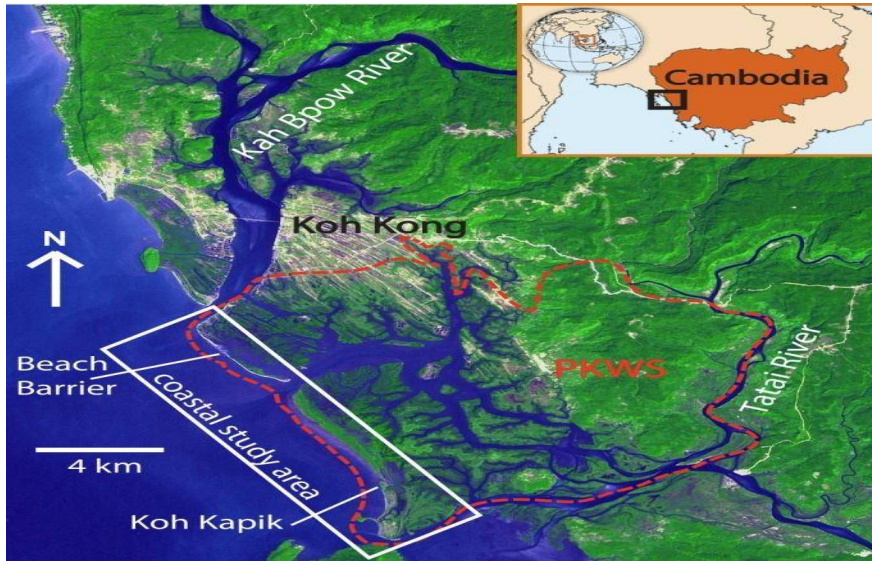 Cambodia
Kah Bpow River
N
Koh Kong
Beach
Barrier
PKWS
Tatai River
coastal study area
4 km
Koh Kapik